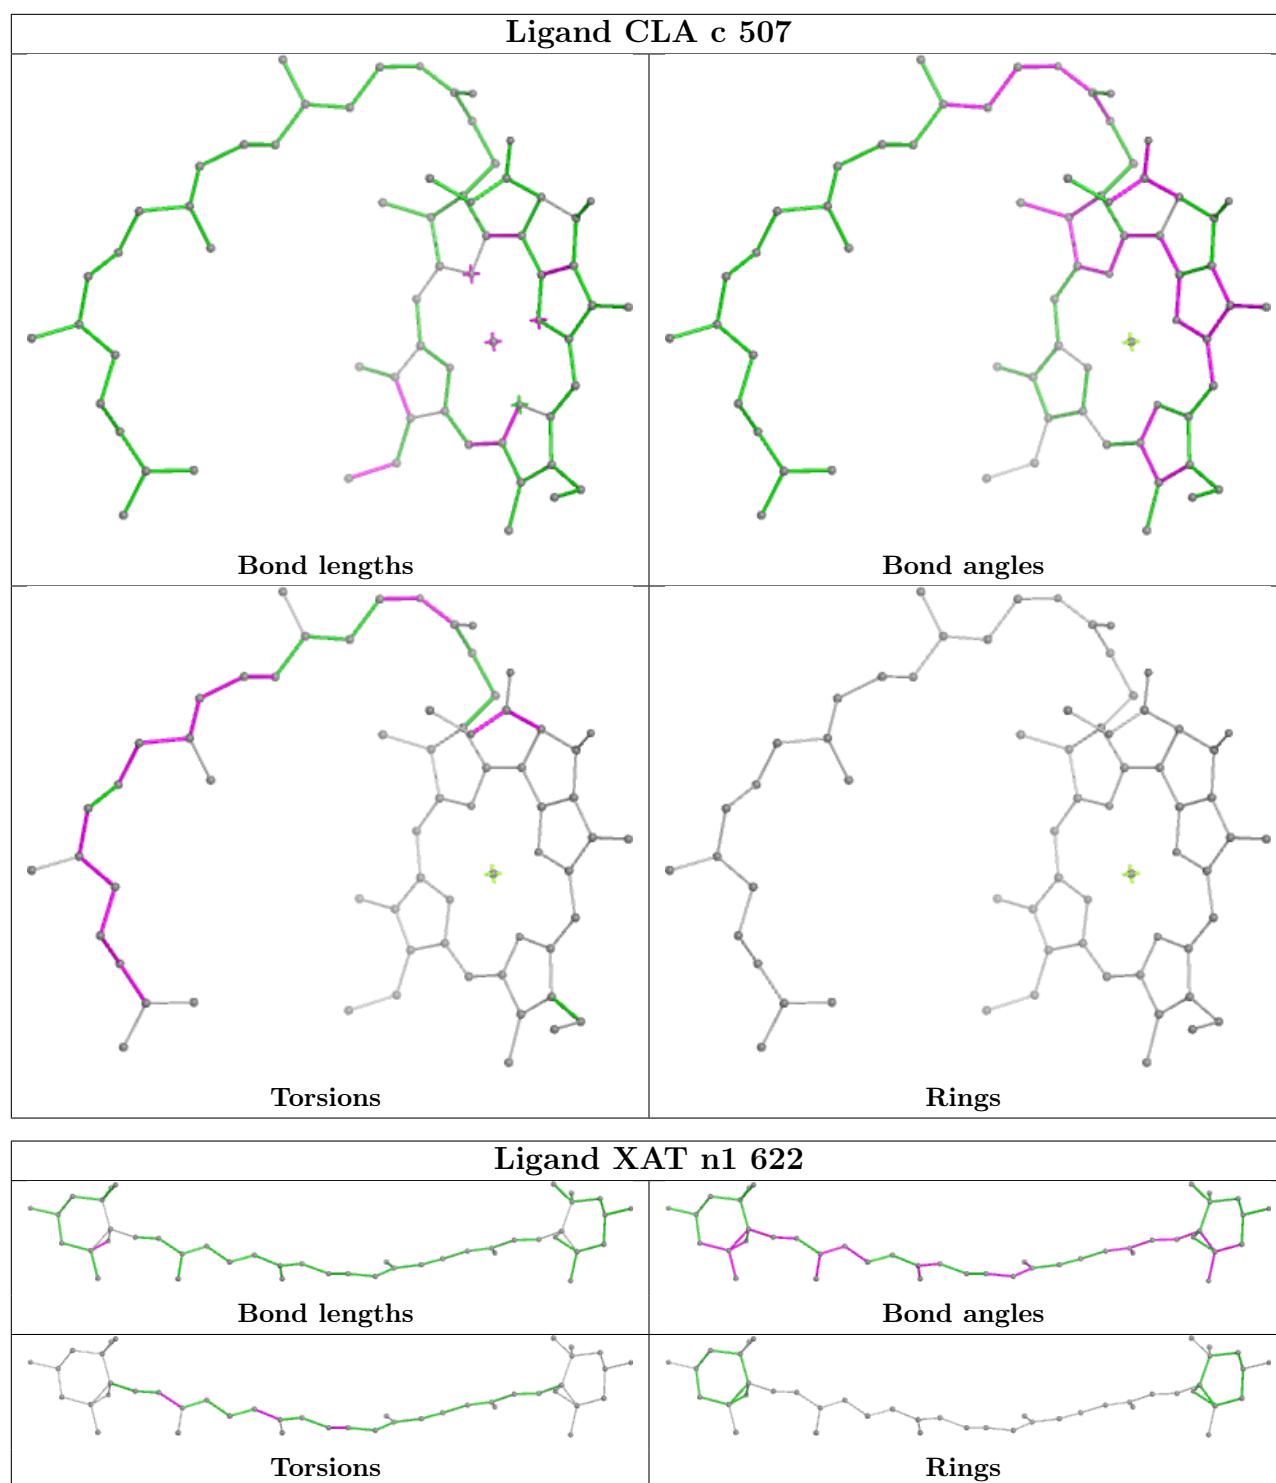 Ligand CLA c 507
Bond lengths
Bond angles
Torsions
Rings
Ligand XAT n1 622
Bond lengths
Bond angles
Torsions
Rings